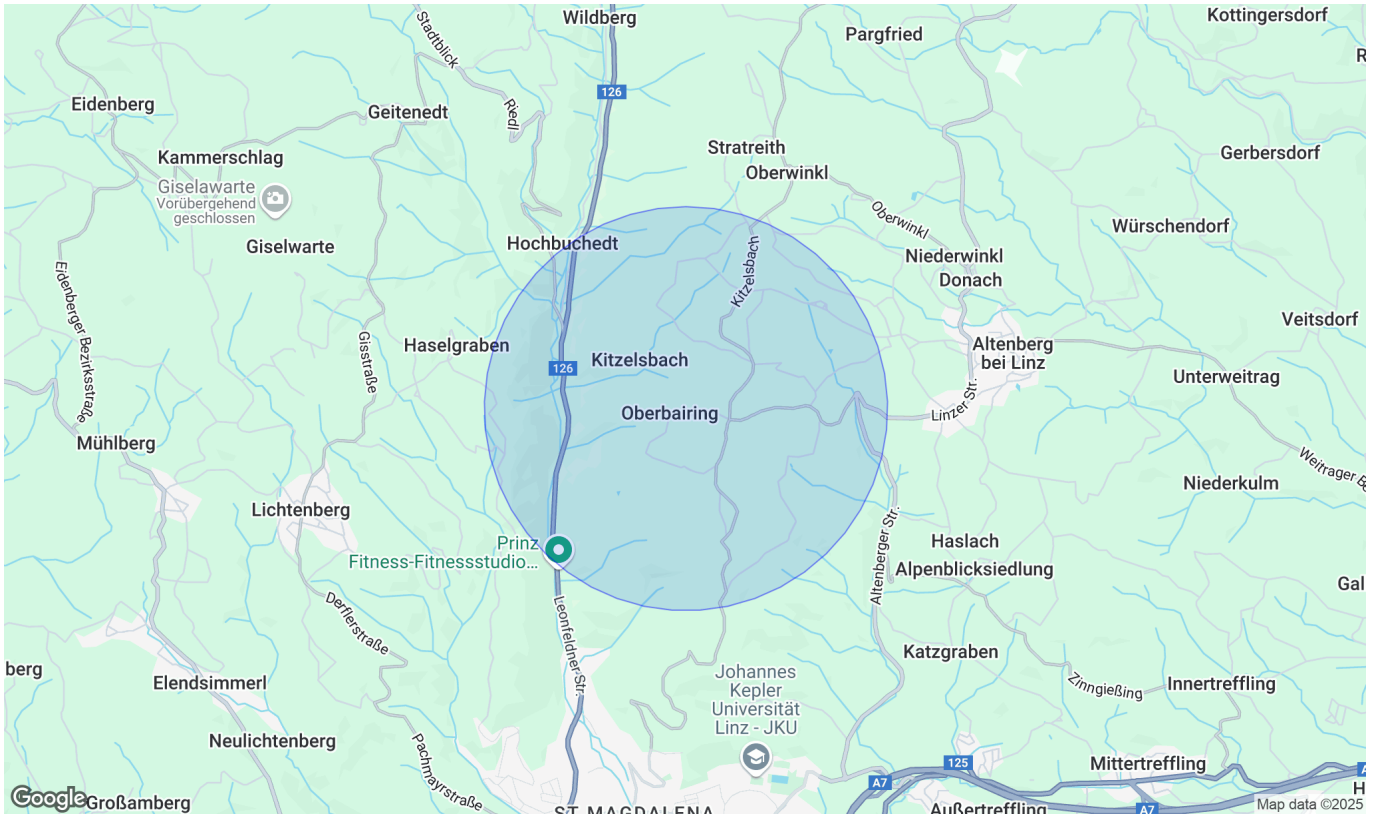 Wildberg
Kottingersdorf
Stadtblick
Pargfried
R
126
Eidenberg
Riedl
Geitenedt
Stratreith
Gerbersdorf
Kammerschlag
Oberwinkl
Giselawarte
Vorübergehend
geschlossen
Oberwinkl
Würschendorf
Giselwarte
Hochbuchedt
Kitzelsbach
Niederwinkl
Donach
Eidenberger Bezirksstraße
Veitsdorf
Gisstraße
Haselgraben
Altenberg
bei Linz
Kitzelsbach
126
Unterweitrag
Linzer Str.
Oberbairing
Mühlberg
Weitrager Be
Niederkulm
Lichtenberg
Altenberger Str.
Haslach
Prinz
Fitness-Fitnessstudio...
Alpenblicksiedlung
Gal
Derflerstraße
Leonfeldner Str.
Katzgraben
berg
Johannes
Kepler
Universität
Linz - JKU
Elendsimmerl
Zinngießing
Innertreffling
Neulichtenberg
Pachmayrstraße
125
Mittertreffling
A7
A
H
Google
Großamberg
ST. MAGDALENA
Außertreffling
A7
Map data ©2025